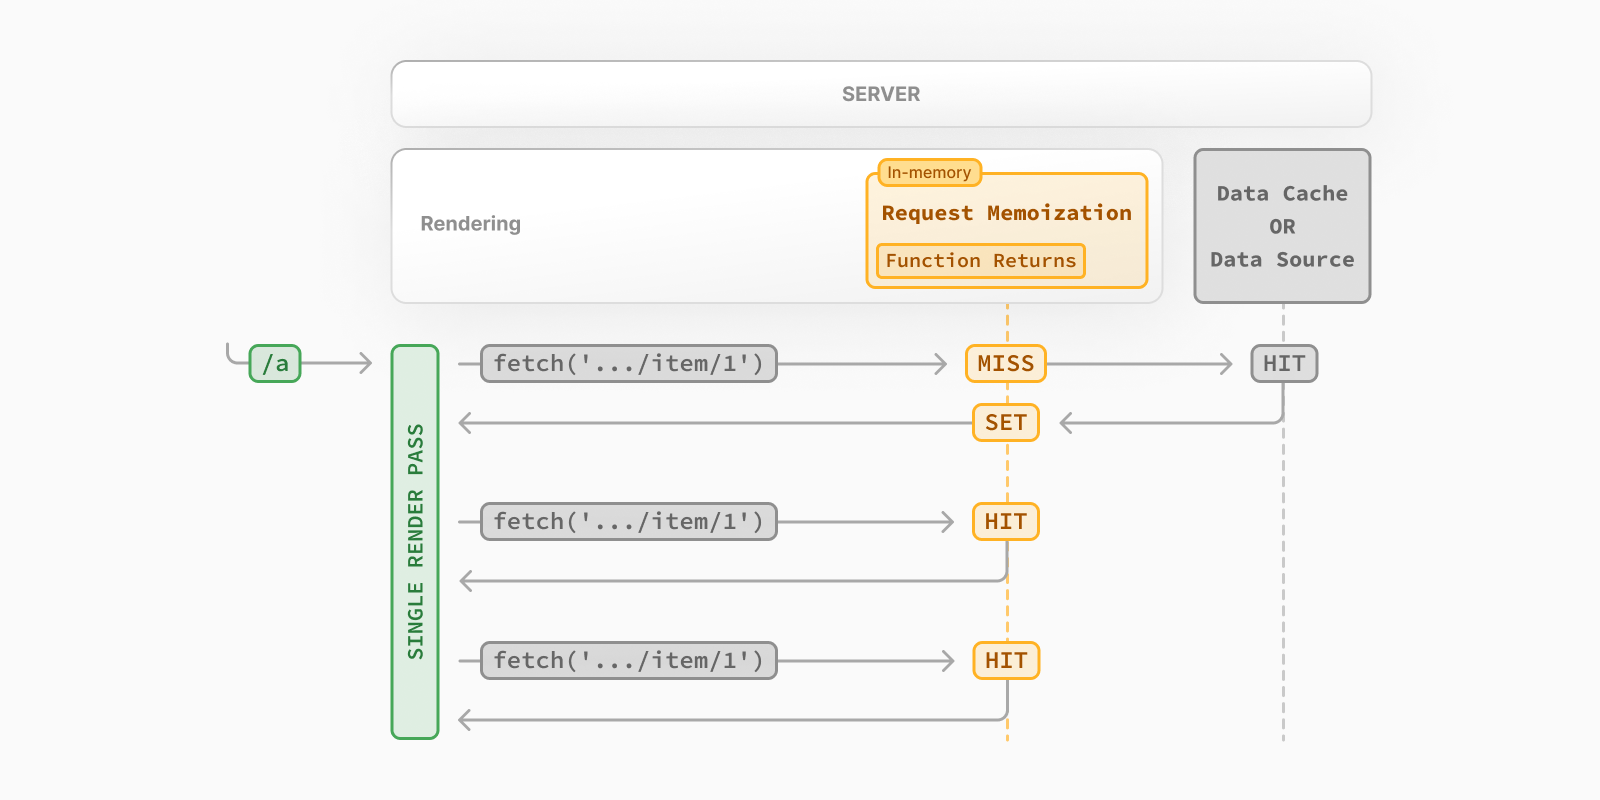 SERVER
Rendering
In-memory
Request Memoization
Function Returns
Data Cache
OR
Data Source
/a
SINGLE RENDER PASS
fetch('.../item/1')
MISS
HIT
SET
fetch('.../item/1')
HIT
fetch('.../item/1')
HIT